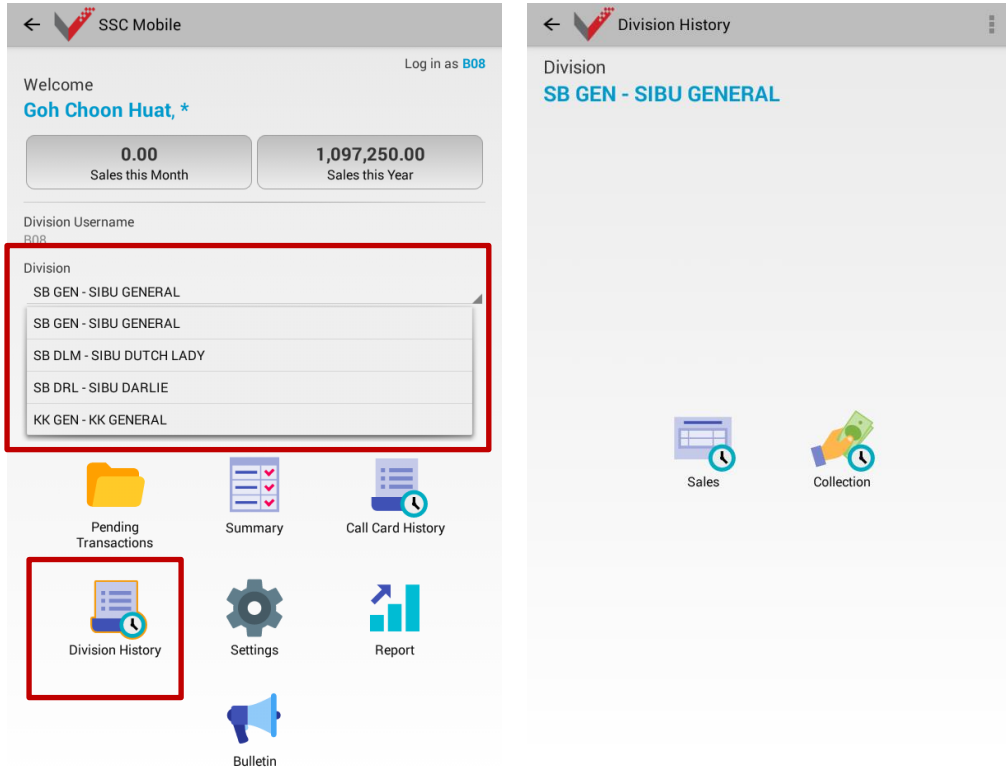 SSC Mobile
Log in as B08
Welcome
Goh Choon Huat, *
0.00
Sales this Month
1,097,250.00
Sales this Year
Division Username
B08
Division
SB GEN - SIBU GENERAL
SB GEN - SIBU GENERAL
SB DLM - SIBU DUTCH LADY
SB DRL - SIBU DARLIE
KK GEN - KK GENERAL
Pending
Transactions
Summary
Call Card History
Division History
Settings
Report
Bulletin
Division History
Division
SB GEN - SIBU GENERAL
Sales
Collection